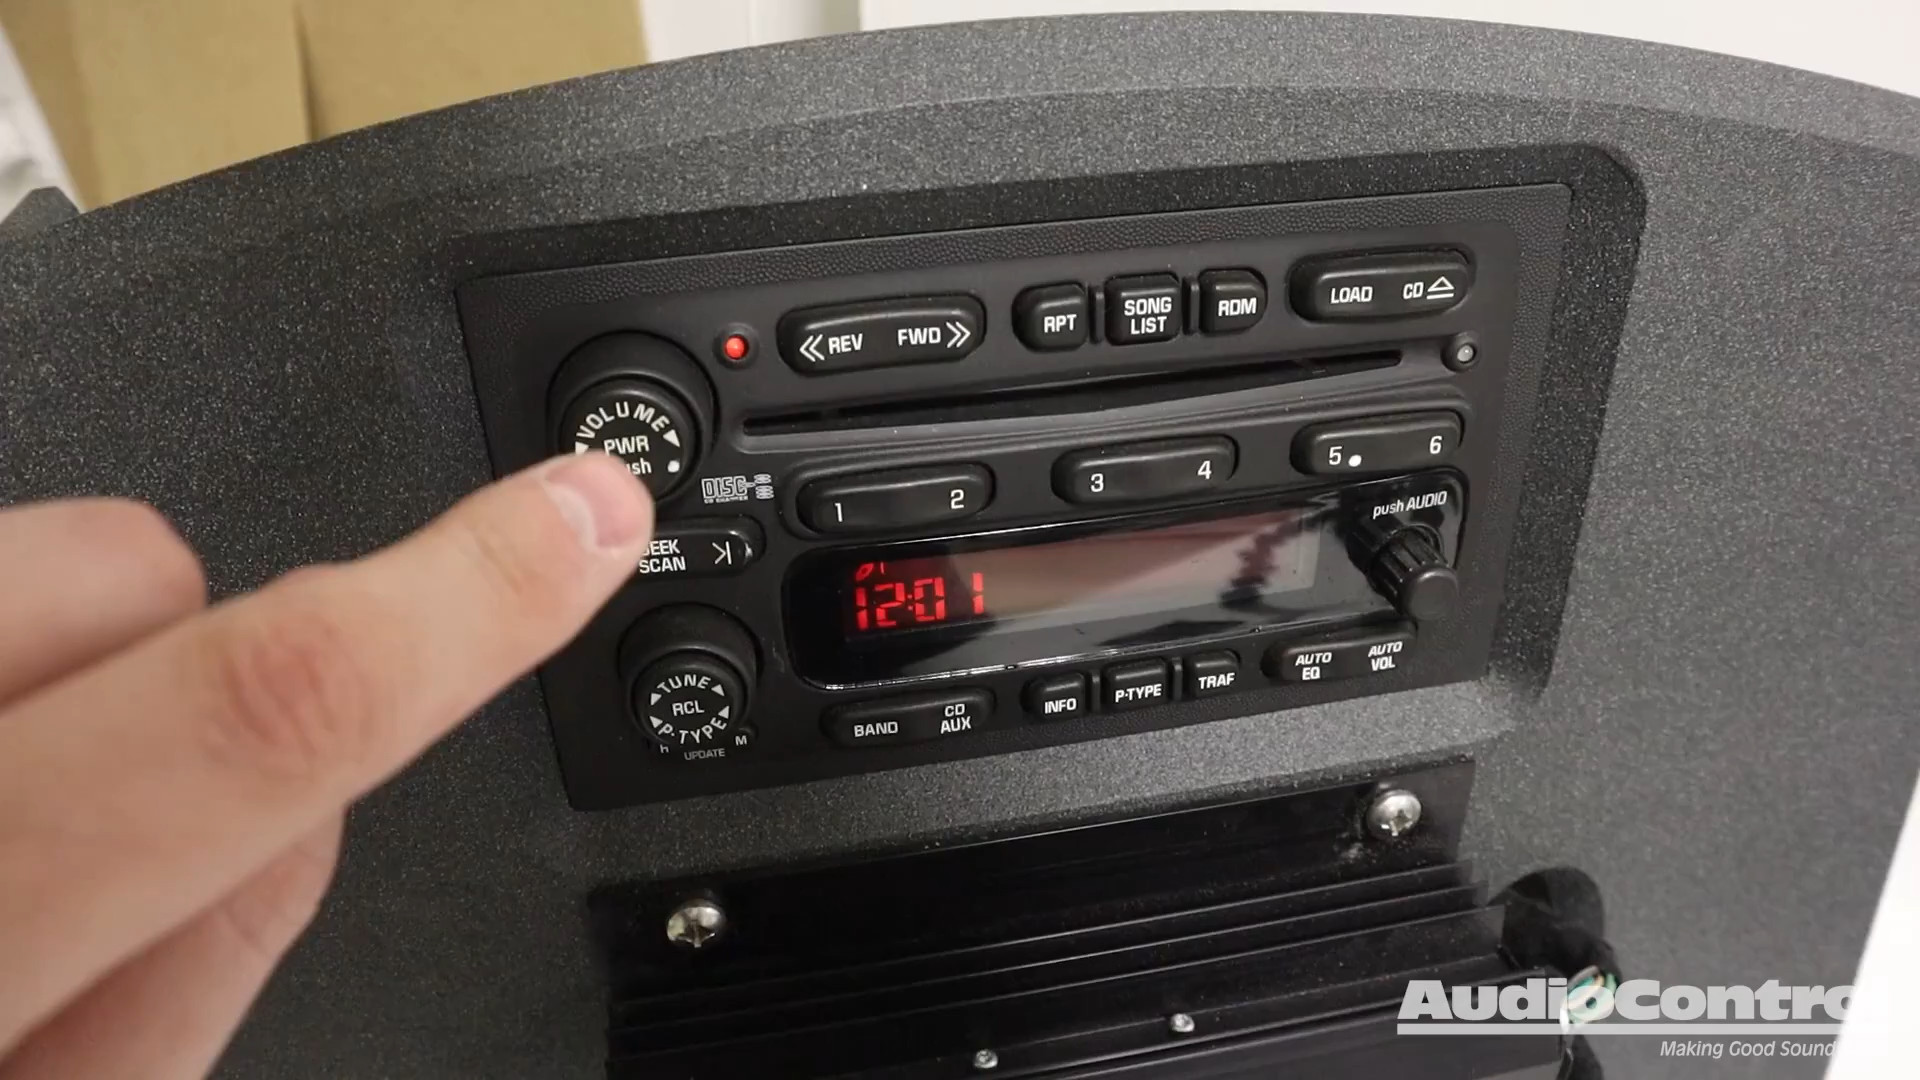 REV FWD
RPT
SONG
LIST
RDM
LOAD CD
VOLUME
PWR
DISC
1 2
3 4
5 6
push AUDIO
SCAN
12:01
TUNE
RCL
P.TYPE
H UPDATE M
BAND
CD
AUX
INFO
P-TYPE
TRAF
AUTO
EQ
AUTO
VOL
AudioContro
Making Good Sound